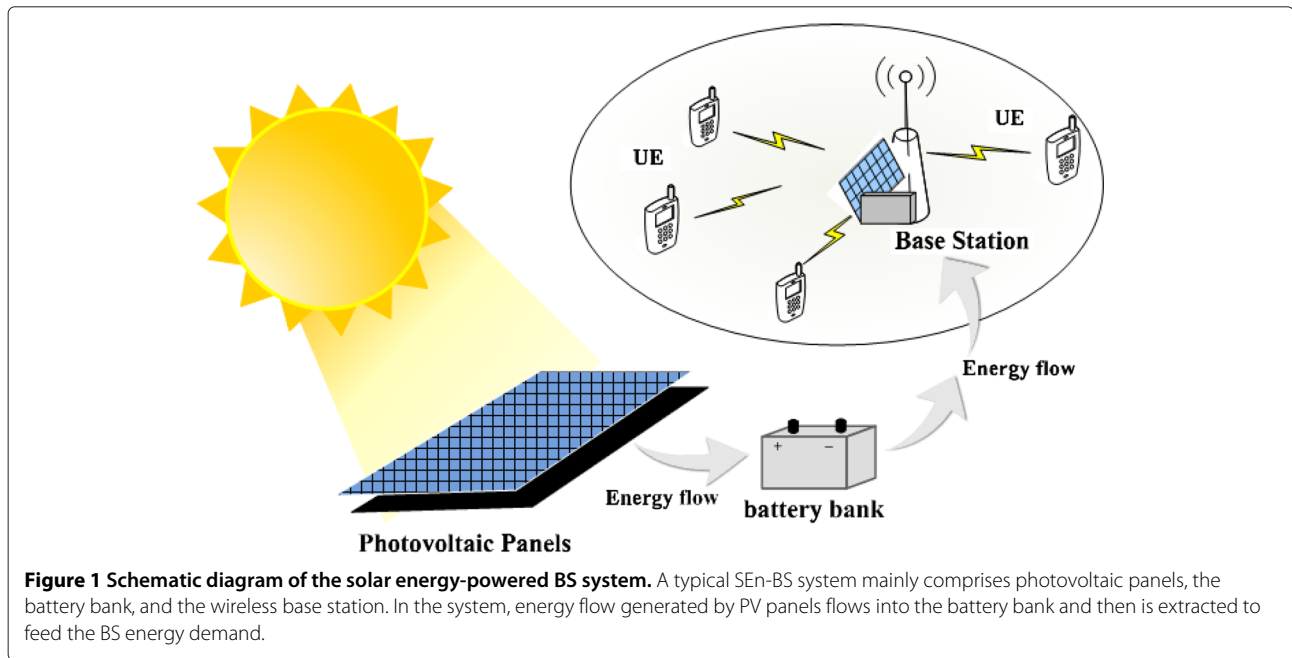 UE
UE
Base Station
Energy flow
+ −
Energy flow
battery bank
Photovoltaic Panels
Figure 1 Schematic diagram of the solar energy-powered BS system. A typical SEn-BS system mainly comprises photovoltaic panels, the
battery bank, and the wireless base station. In the system, energy flow generated by PV panels flows into the battery bank and then is extracted to
feed the BS energy demand.